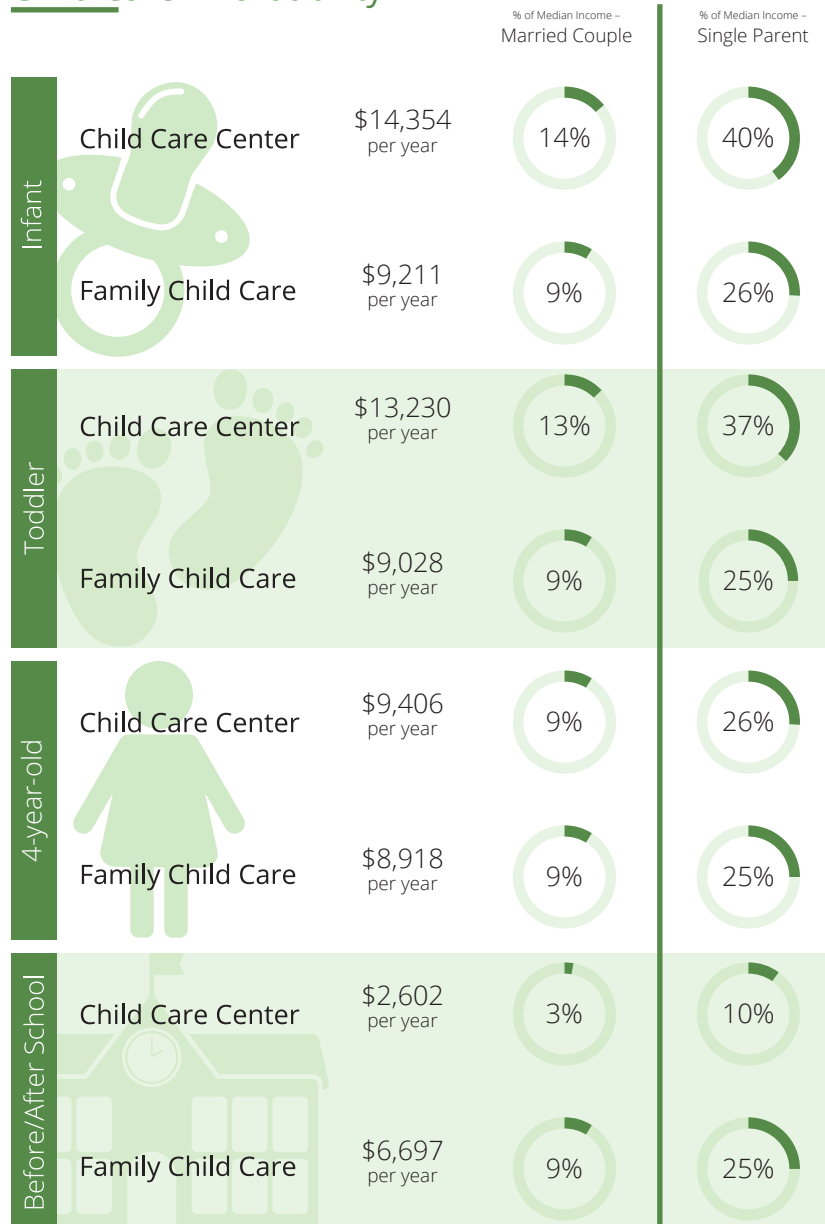 % of Median Income –
Married Couple
% of Median Income –
Single Parent
Infant
Child Care Center
$14,354
per year
14%
40%
Family Child Care
$9,211
per year
9%
26%
Toddler
Child Care Center
$13,230
per year
13%
37%
Family Child Care
$9,028
per year
9%
25%
4-year-old
Child Care Center
$9,406
per year
9%
26%
Family Child Care
$8,918
per year
9%
25%
Before/After School
Child Care Center
$2,602
per year
3%
10%
Family Child Care
$6,697
per year
9%
25%